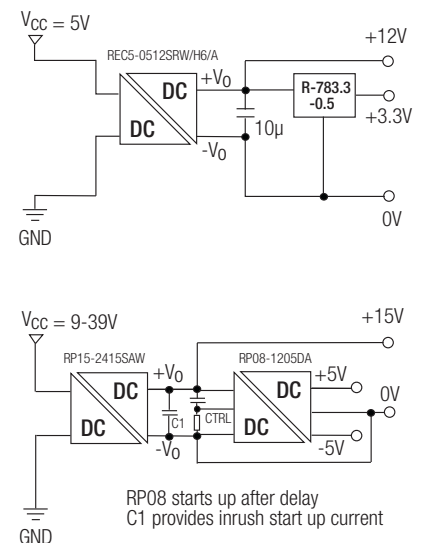 VCC = 5V
+12V
REC5-0512SRW/H6/A
+VO
DC
DC
-VO
10µ
R-783.3
-0.5
+3.3V
0V
GND
VCC = 9-39V
+15V
RP15-2415SAW
RP08-1205DA
+VO
DC
DC
-VO
C1
CTRL
DC
DC
+5V
0V
-5V
RP08 starts up after delay
C1 provides inrush start up current
GND